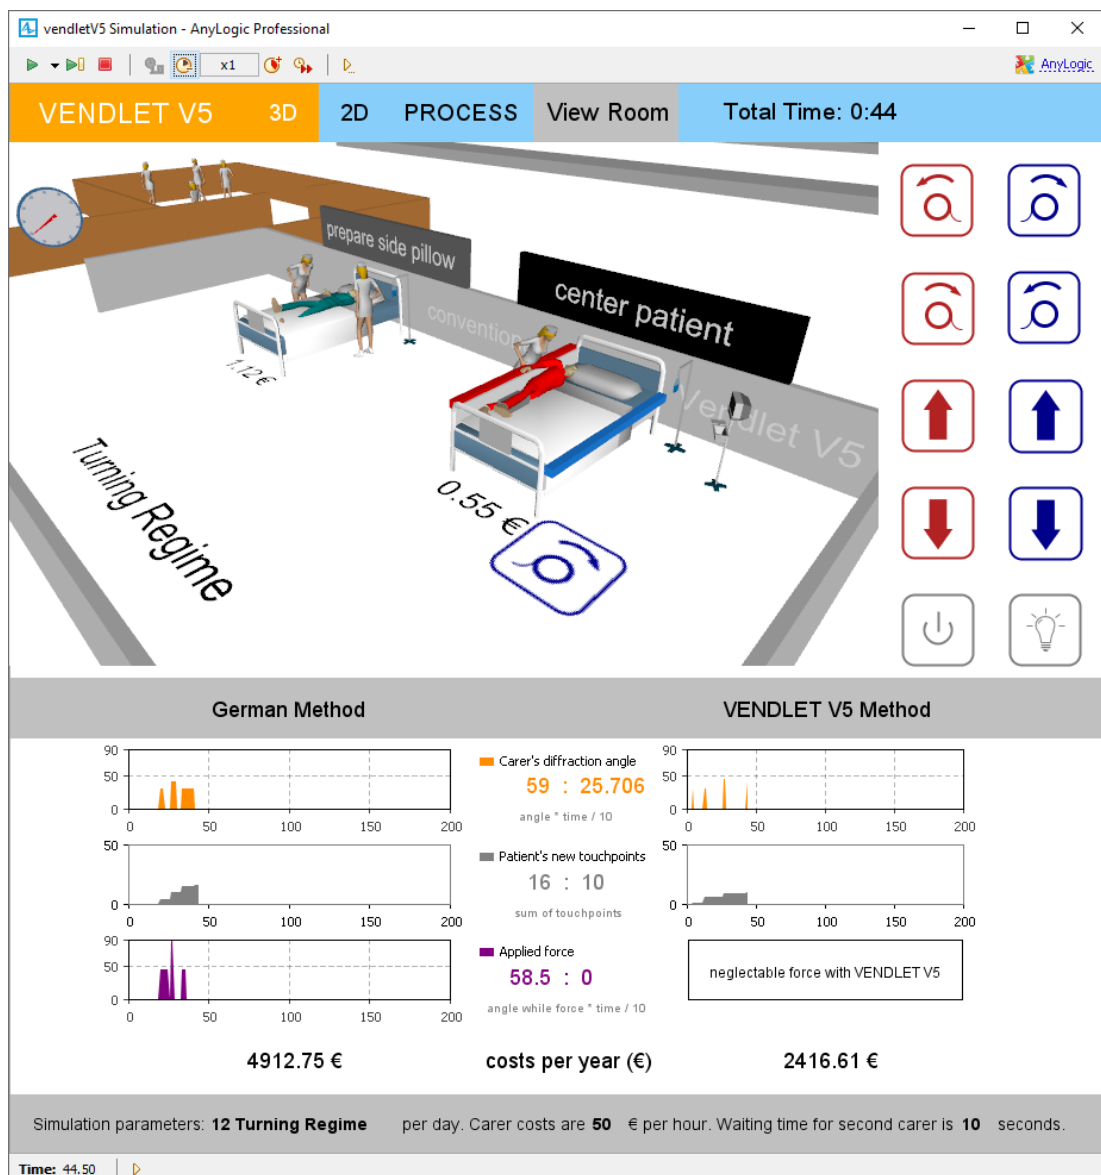 vendletV5 Simulation - AnyLogic Professional
x1
AnyLogic
VENDLET V5 3D 2D PROCESS View Room Total Time: 0:44
prepare side pillow
center patient
convention
Vendlet V5
1.12 €
0.55 €
Turning Regime
German Method VENDLET V5 Method
90
50
0
0 50 100 150 200
Carer's diffraction angle
59 : 25.706
angle * time / 10
90
50
0
0 50 100 150 200
50
0
0 50 100 150 200
Patient's new touchpoints
16 : 10
sum of touchpoints
50
0
0 50 100 150 200
90
50
0
0 50 100 150 200
Applied force
58.5 : 0
angle while force * time / 10
neglectable force with VENDLET V5
4912.75 € costs per year (€) 2416.61 €
Simulation parameters: 12 Turning Regime per day. Carer costs are 50 € per hour. Waiting time for second carer is 10 seconds.
Time: 44.50